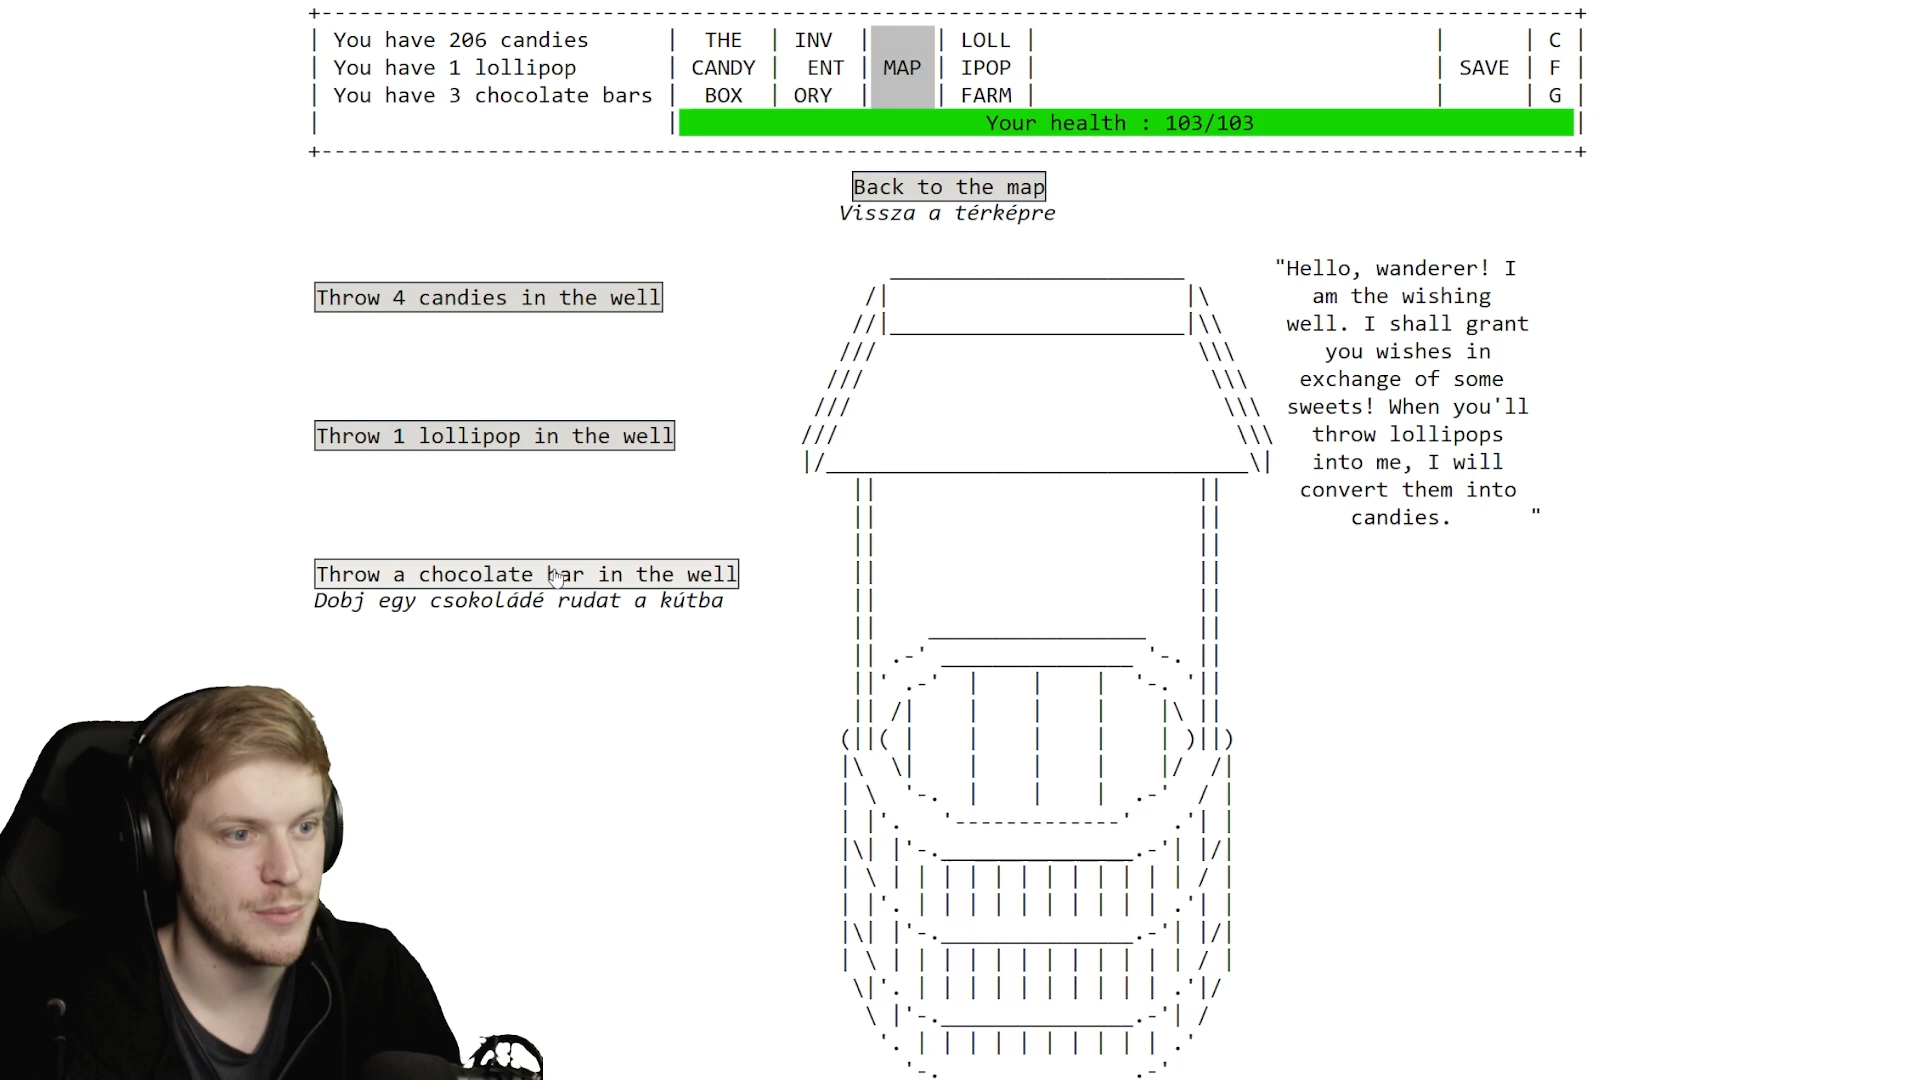 You have 206 candies
You have 1 lollipop
You have 3 chocolate bars
THE
CANDY
BOX
INV
ENT
ORY
MAP
LOLL
IPOP
FARM
SAVE
C
F
G
Your health : 103/103
Back to the map
Vissza a térképre
Throw 4 candies in the well
Throw 1 lollipop in the well
Throw a chocolate bar in the well
Dobj egy csokoládé rudat a kútba
"Hello, wanderer! I
am the wishing
well. I shall grant
you wishes in
exchange of some
sweets! When you'll
throw lollipops
into me, I will
convert them into
candies. "